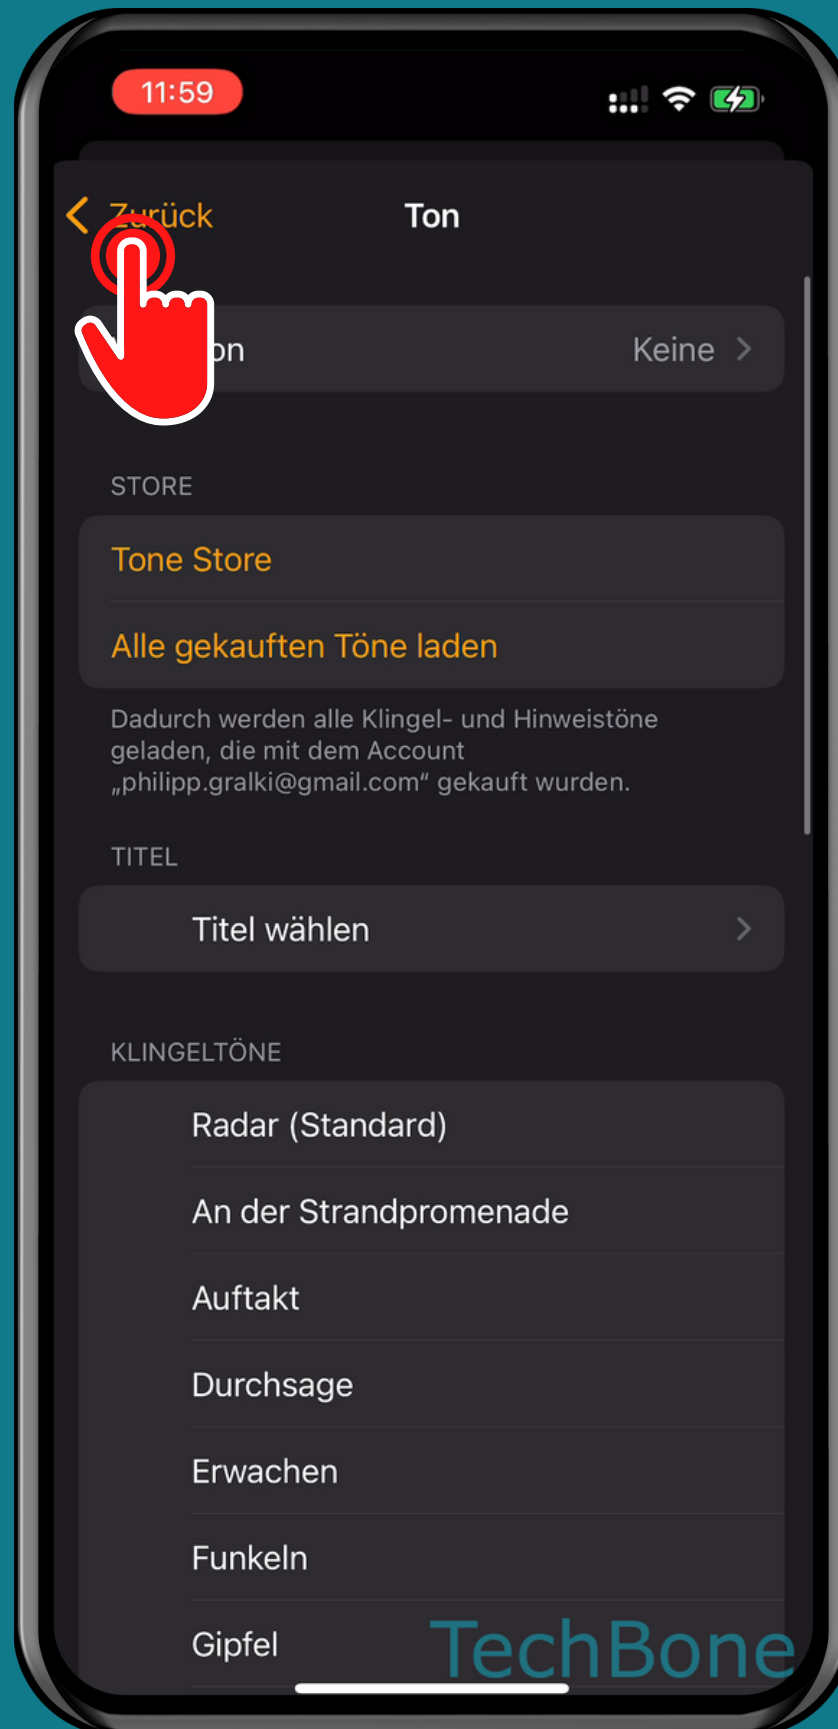 11:59
Zurück
Ton
Keine
STORE
Tone Store
Alle gekauften Töne laden
Dadurch werden alle Klingel- und Hinweistöne
geladen, die mit dem Account
„philipp.gralki@gmail.com“ gekauft wurden.
TITEL
Titel wählen
KLINGELTÖNE
Radar (Standard)
An der Strandpromenade
Auftakt
Durchsage
Erwachen
Funkeln
Gipfel
TechBone